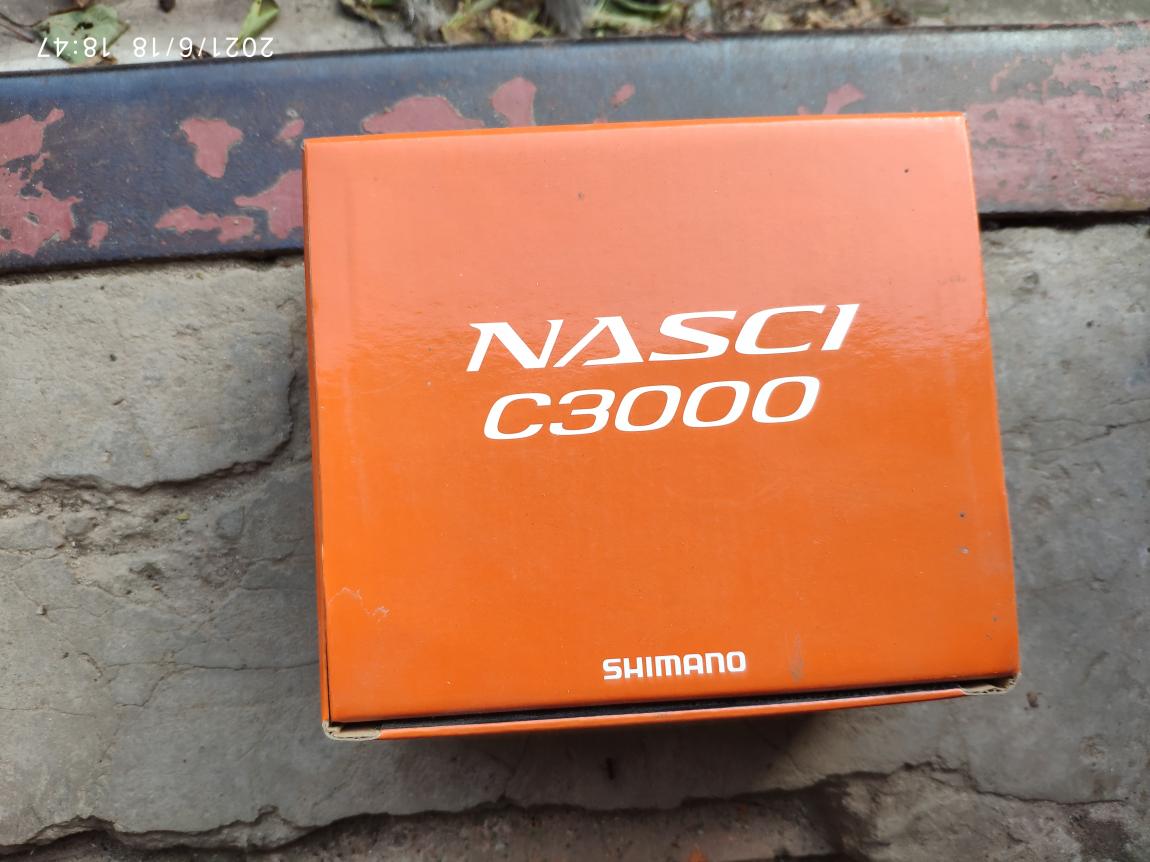 2021/6/18 18:47
NASCI
C3000
SHIMANO